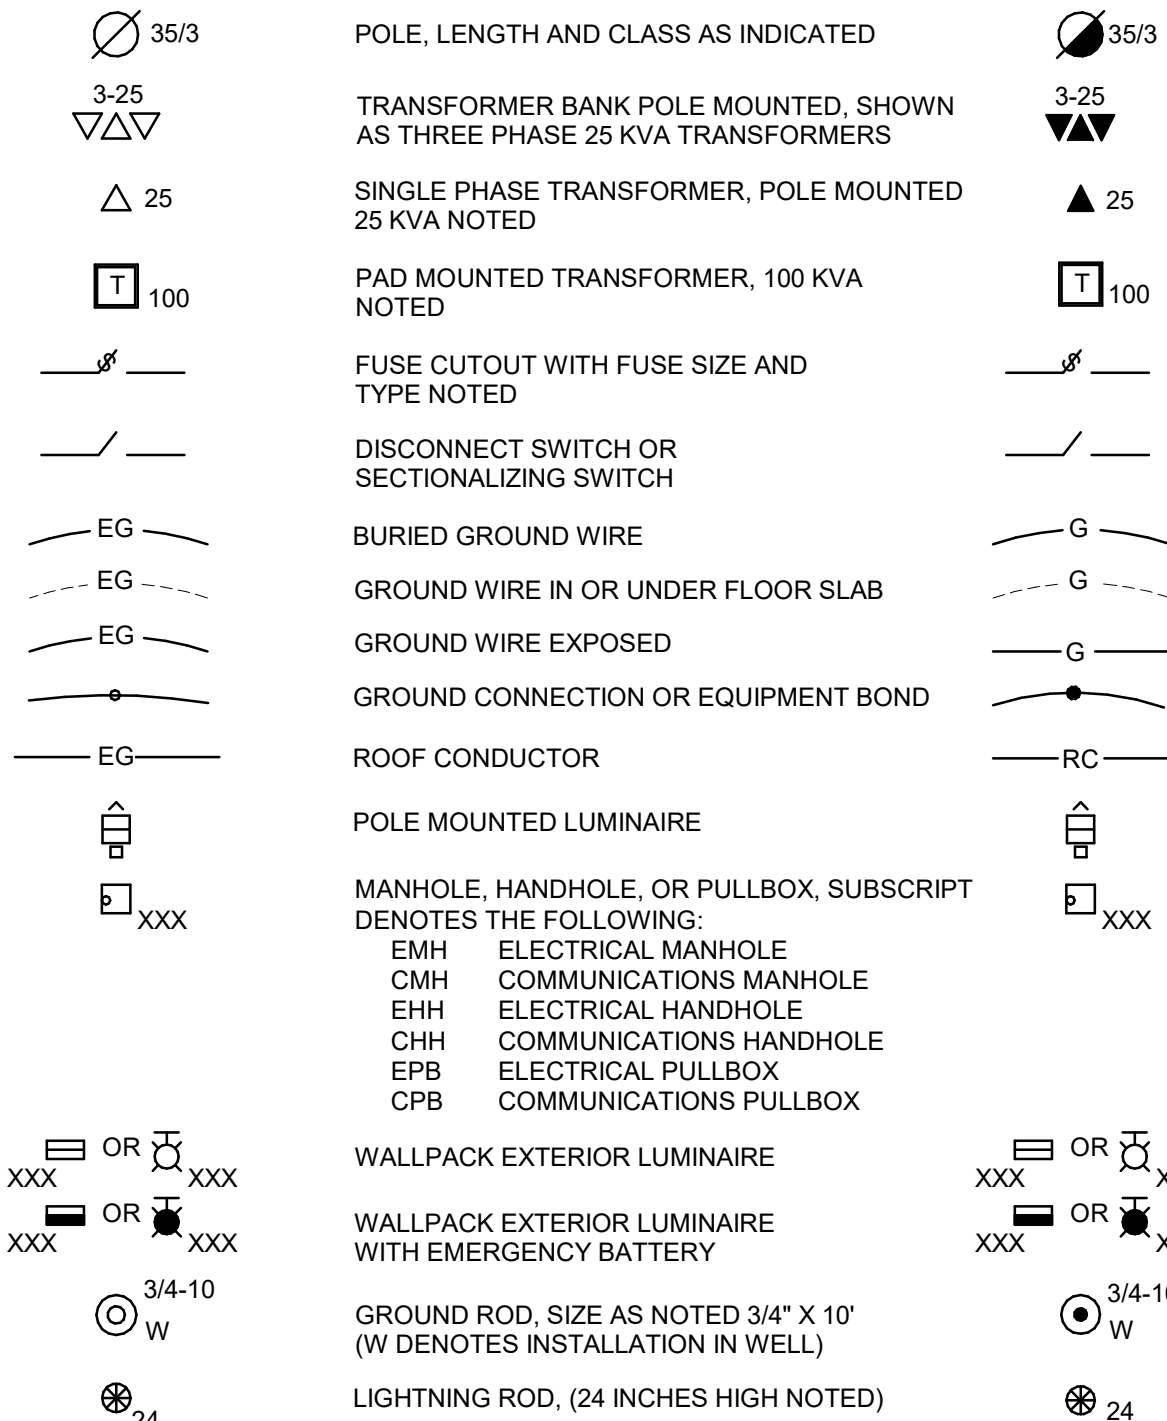 35/3 POLE, LENGTH AND CLASS AS INDICATED 35/3
3-25 3-25
TRANSFORMER BANK POLE MOUNTED, SHOWN
AS THREE PHASE 25 KVA TRANSFORMERS
25 SINGLE PHASE TRANSFORMER, POLE MOUNTED 25
25 KVA NOTED
T 100 PAD MOUNTED TRANSFORMER, 100 KVA T 100
NOTED
FUSE CUTOUT WITH FUSE SIZE AND
TYPE NOTED
DISCONNECT SWITCH OR
SECTIONALIZING SWITCH
EG BURIED GROUND WIRE G
EG GROUND WIRE IN OR UNDER FLOOR SLAB G
EG GROUND WIRE EXPOSED G
GROUND CONNECTION OR EQUIPMENT BOND
EG ROOF CONDUCTOR RC
POLE MOUNTED LUMINAIRE
MANHOLE, HANDHOLE, OR PULLBOX, SUBSCRIPT
XXX DENOTES THE FOLLOWING: XXX
EMH ELECTRICAL MANHOLE
CMH COMMUNICATIONS MANHOLE
EHH ELECTRICAL HANDHOLE
CHH COMMUNICATIONS HANDHOLE
EPB ELECTRICAL PULLBOX
CPB COMMUNICATIONS PULLBOX
OR WALLPACK EXTERIOR LUMINAIRE OR
XXX XXX XXX
OR WALLPACK EXTERIOR LUMINAIRE OR
XXX XXX WITH EMERGENCY BATTERY XXX
3/4-10
W GROUND ROD, SIZE AS NOTED 3/4" X 10' W
(W DENOTES INSTALLATION IN WELL)
24 LIGHTNING ROD, (24 INCHES HIGH NOTED) 24